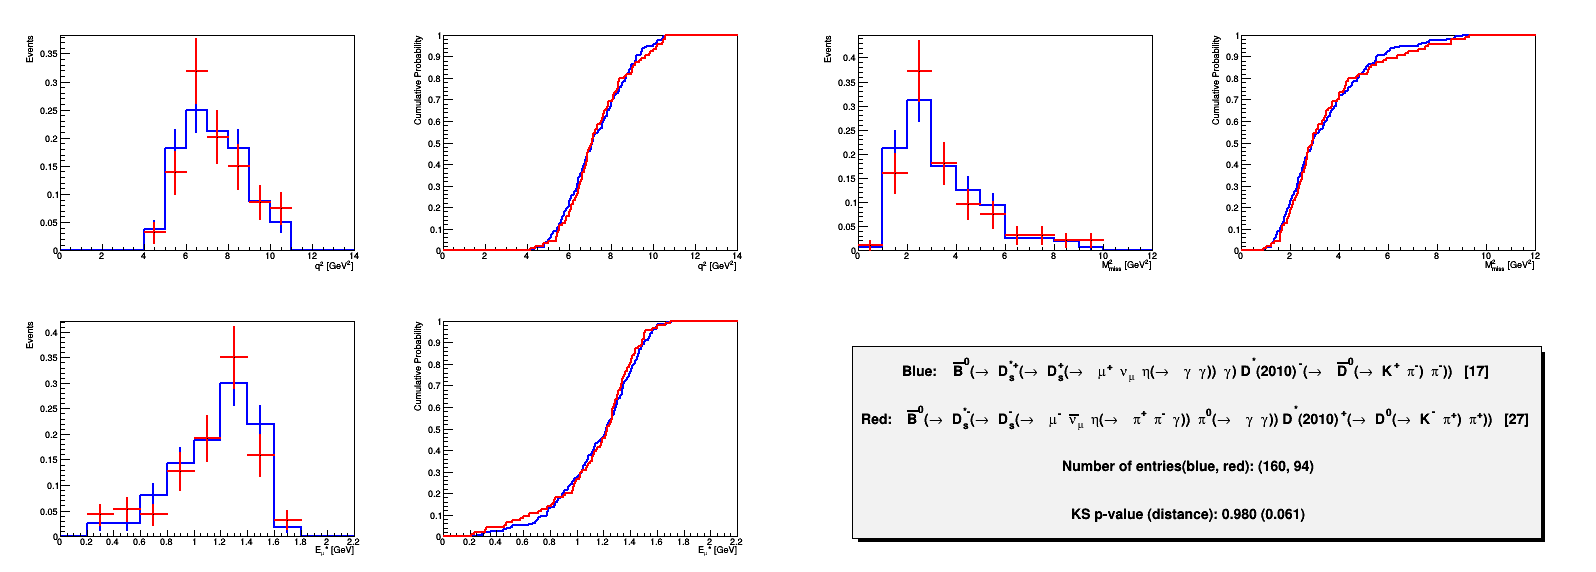 Events
0.35
0.3
0.25
0.2
0.15
0.1
0.05
0
0 2 4 6 8 10 12 14
q² [GeV²]
Cumulative Probability
1
0.9
0.8
0.7
0.6
0.5
0.4
0.3
0.2
0.1
0
0 2 4 6 8 10 12 14
q² [GeV²]
Events
0.4
0.35
0.3
0.25
0.2
0.15
0.1
0.05
0
0 2 4 6 8 10 12
M²miss [GeV²]
Cumulative Probability
1
0.9
0.8
0.7
0.6
0.5
0.4
0.3
0.2
0.1
0
0 2 4 6 8 10 12
M²miss [GeV²]
Events
0.4
0.35
0.3
0.25
0.2
0.15
0.1
0.05
0
0 0.2 0.4 0.6 0.8 1 1.2 1.4 1.6 1.8 2 2.2
Eμ* [GeV]
Cumulative Probability
1
0.9
0.8
0.7
0.6
0.5
0.4
0.3
0.2
0.1
0
0 0.2 0.4 0.6 0.8 1 1.2 1.4 1.6 1.8 2 2.2
Eμ* [GeV]
Blue: B̅⁰(→ Dₛ*⁺(→ Dₛ⁺(→ μ⁺ νμ η(→ γ γ)) γ) D*(2010)⁻(→ D̅⁰(→ K⁺ π⁻) π⁻)) [17]
Red: B̅⁰(→ Dₛ*⁻(→ Dₛ⁻(→ μ⁻ ν̅μ η(→ π⁺ π⁻ γ)) π⁰(→ γ γ)) D*(2010)⁺(→ D⁰(→ K⁻ π⁺) π⁺)) [27]
Number of entries(blue, red): (160, 94)
KS p-value (distance): 0.980 (0.061)